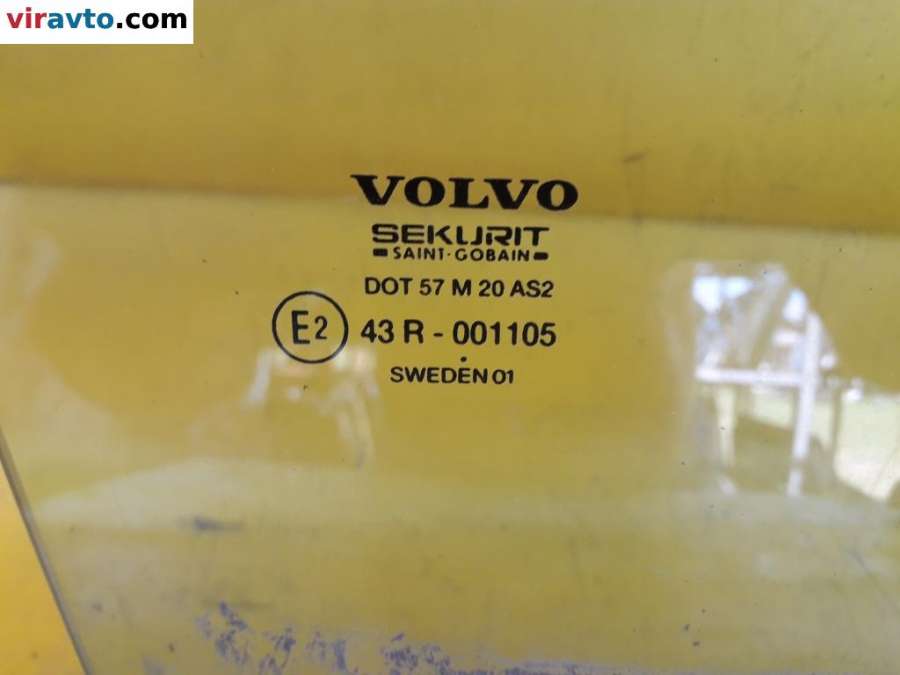 viravto.com
VOLVO
SEKURIT
SAINT-GOBAIN
DOT 57 M 20 AS2
E2 43 R - 001105
SWEDEN 01